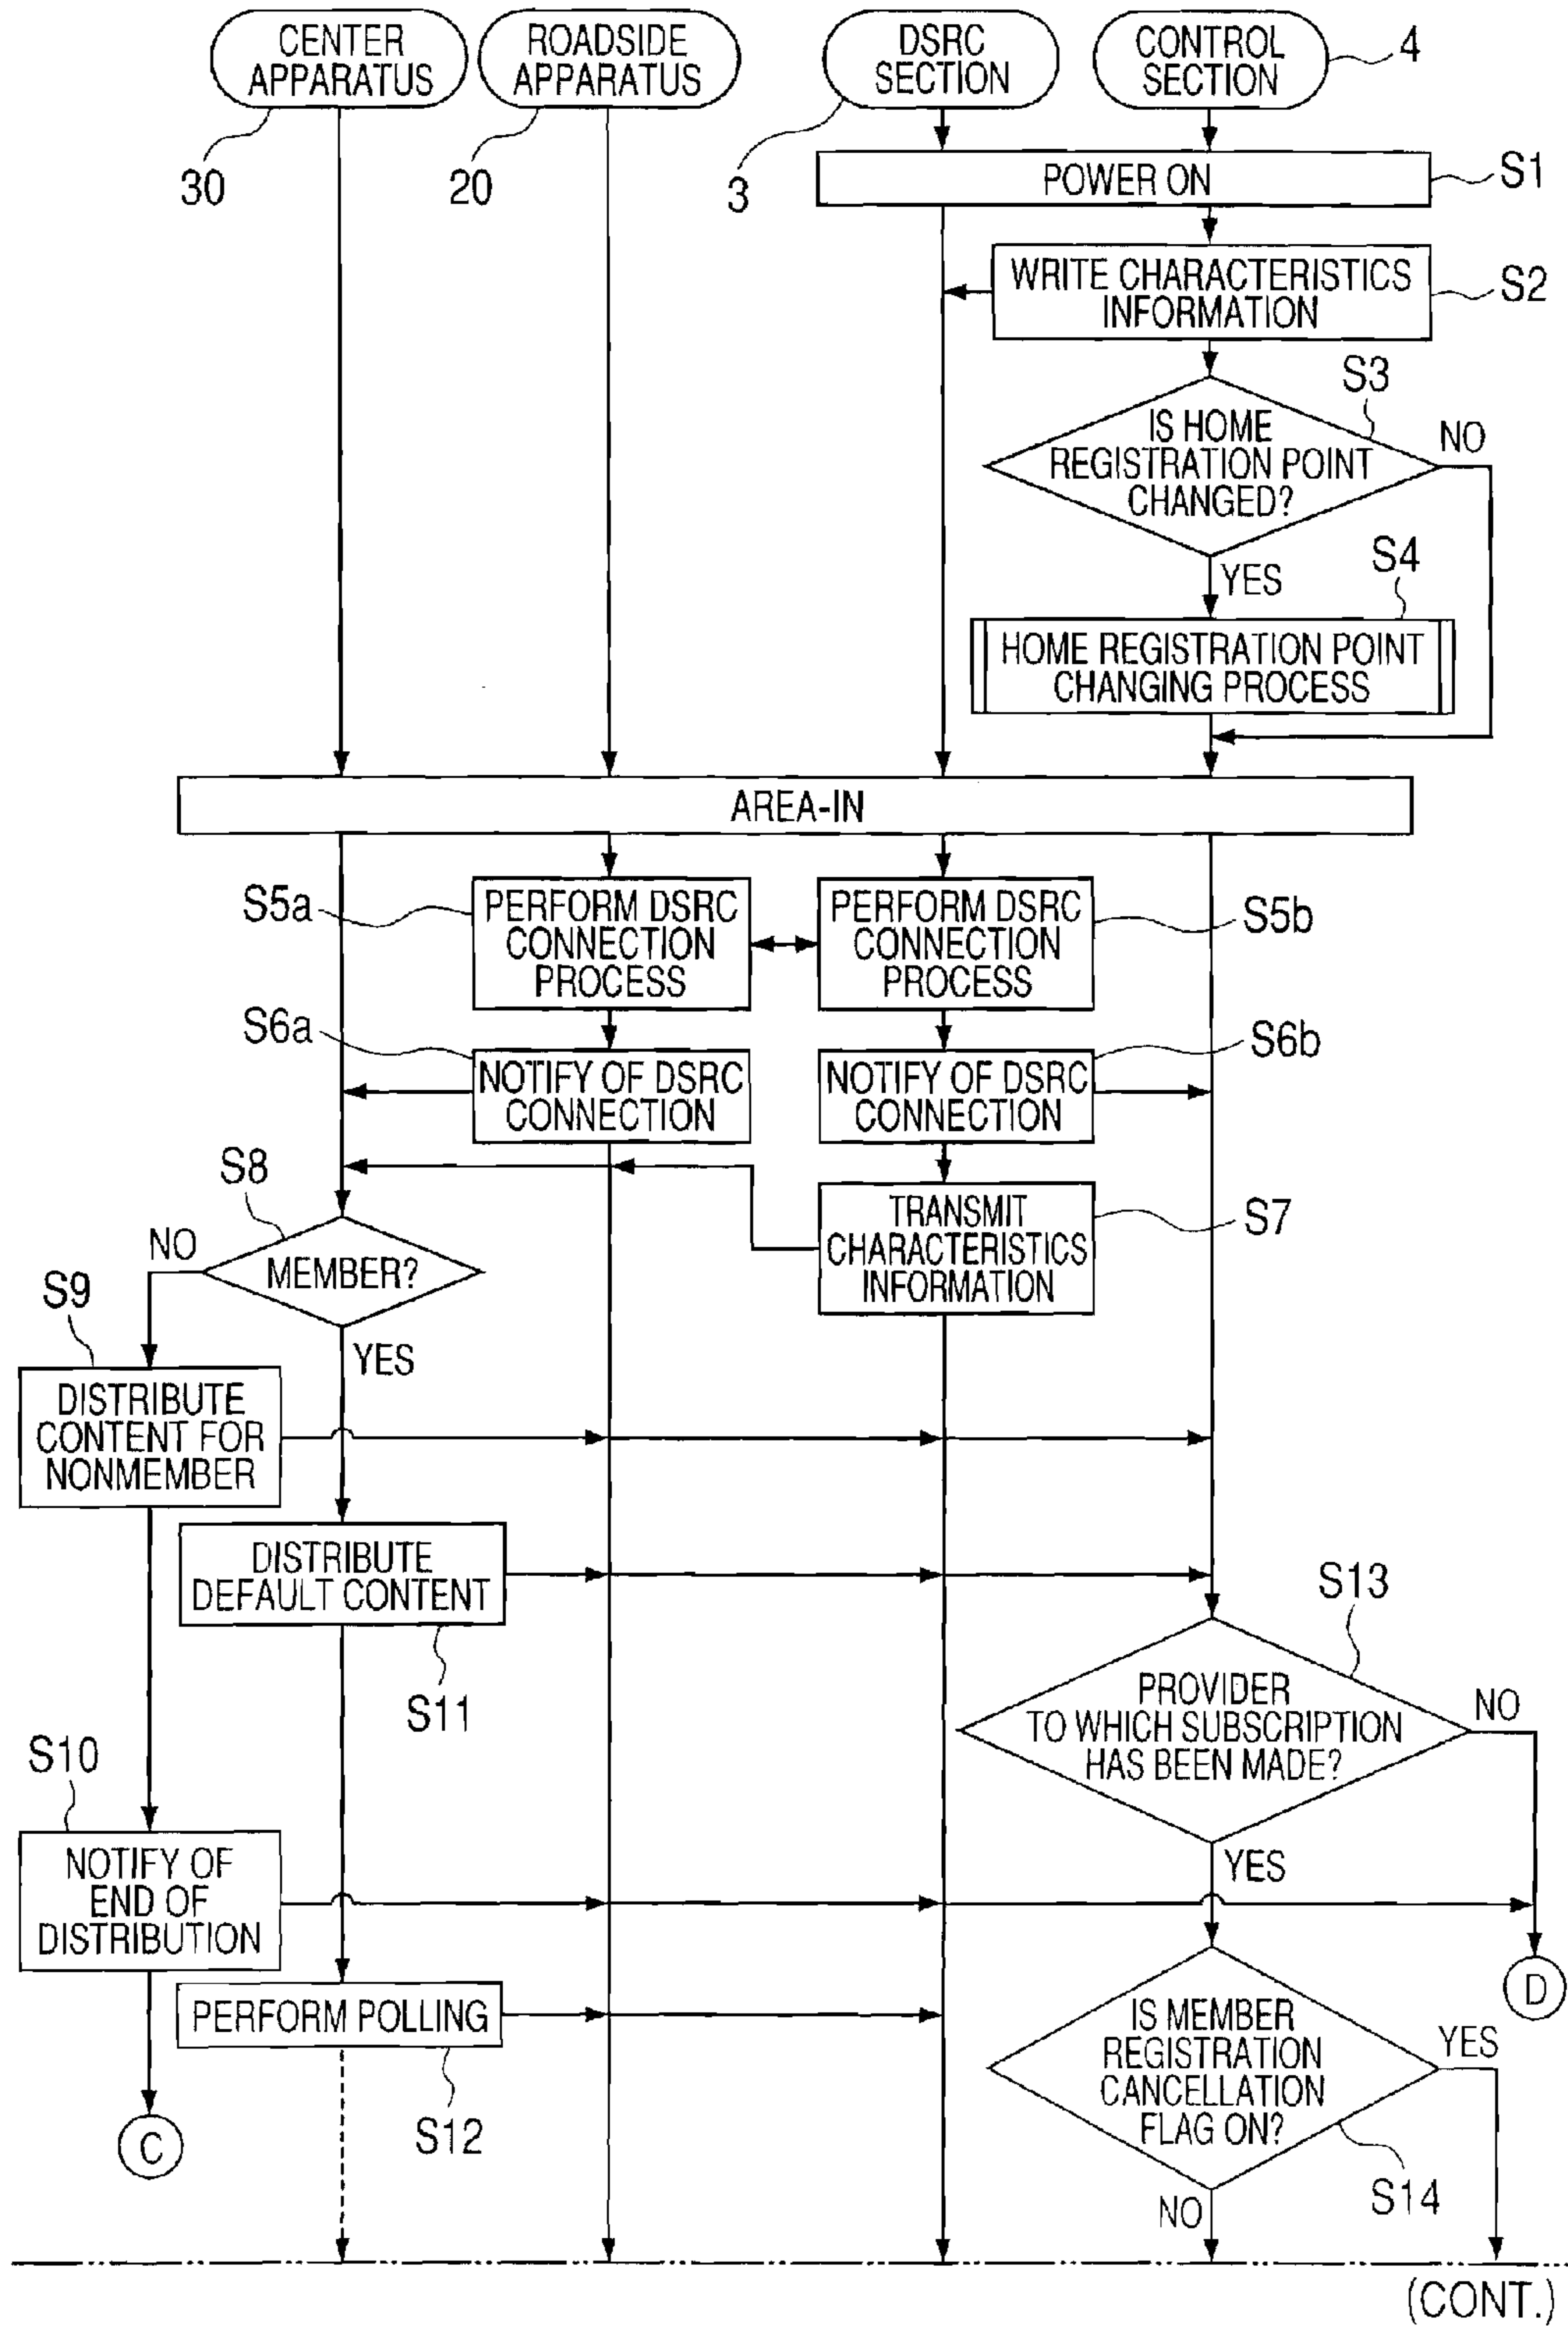 CENTER
APPARATUS
ROADSIDE
APPARATUS
DSRC
SECTION
CONTROL
SECTION
4
30
20
3
POWER ON
S1
WRITE CHARACTERISTICS
INFORMATION
S2
S3
IS HOME
REGISTRATION POINT
CHANGED?
NO
YES
S4
HOME REGISTRATION POINT
CHANGING PROCESS
AREA-IN
S5a
PERFORM DSRC
CONNECTION
PROCESS
PERFORM DSRC
CONNECTION
PROCESS
S5b
S6a
NOTIFY OF DSRC
CONNECTION
NOTIFY OF DSRC
CONNECTION
S6b
S8
MEMBER?
NO
YES
TRANSMIT
CHARACTERISTICS
INFORMATION
S7
S9
DISTRIBUTE
CONTENT FOR
NONMEMBER
DISTRIBUTE
DEFAULT CONTENT
S11
S13
PROVIDER
TO WHICH SUBSCRIPTION
HAS BEEN MADE?
NO
YES
S10
NOTIFY OF
END OF
DISTRIBUTION
D
PERFORM POLLING
S12
C
IS MEMBER
REGISTRATION
CANCELLATION
FLAG ON?
YES
S14
NO
(CONT.)